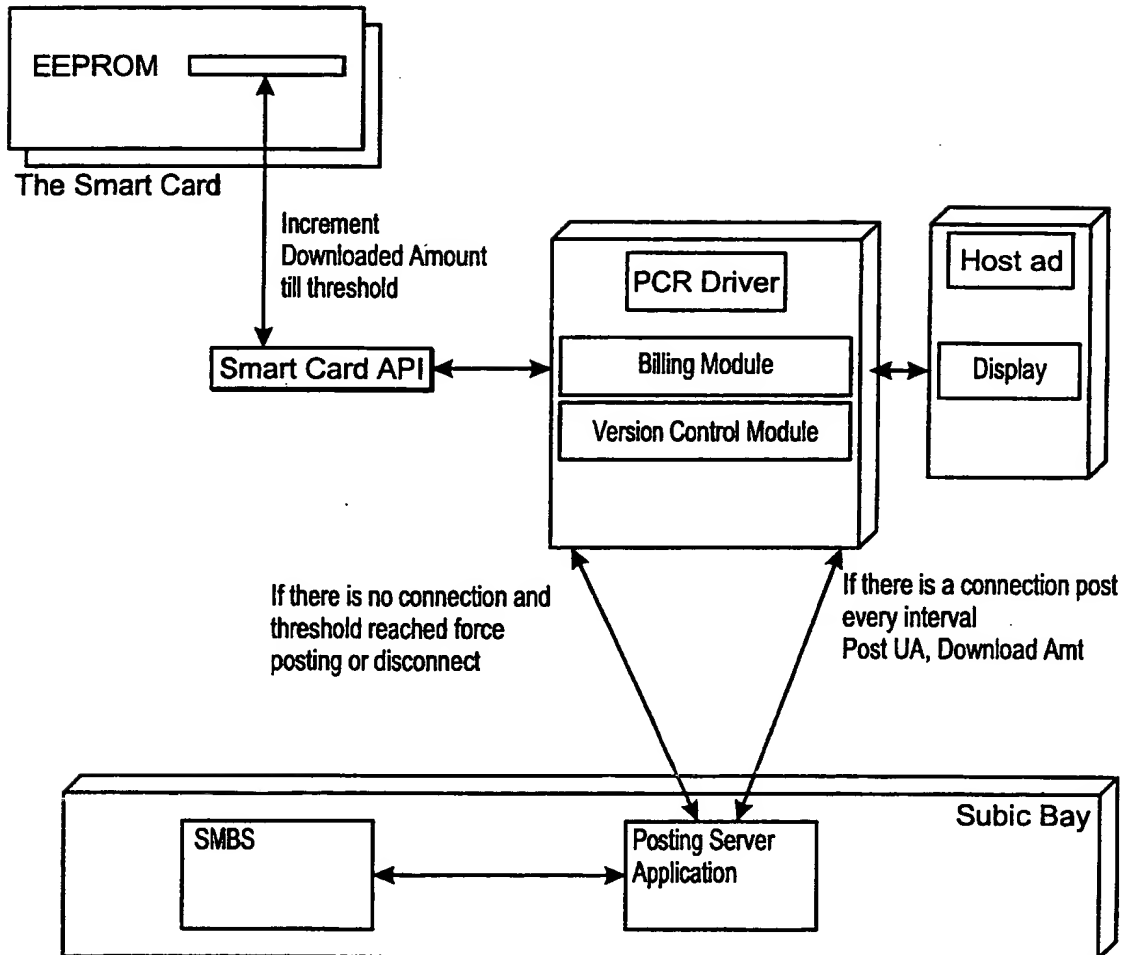 EEPROM
The Smart Card
Increment
Downloaded Amount
till threshold
Smart Card API
PCR Driver
Billing Module
Version Control Module
Host ad
Display
If there is no connection and
threshold reached force
posting or disconnect
If there is a connection post
every interval
Post UA, Download Amt
Subic Bay
SMBS
Posting Server
Application